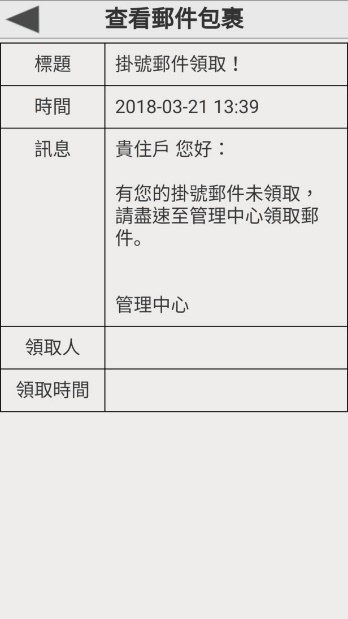 查看郵件包裹
標題 掛號郵件領取！
時間 2018-03-21 13:39
訊息 貴住戶 您好：
有您的掛號郵件未領取，
請盡速至管理中心領取郵
件。
管理中心
領取人
領取時間